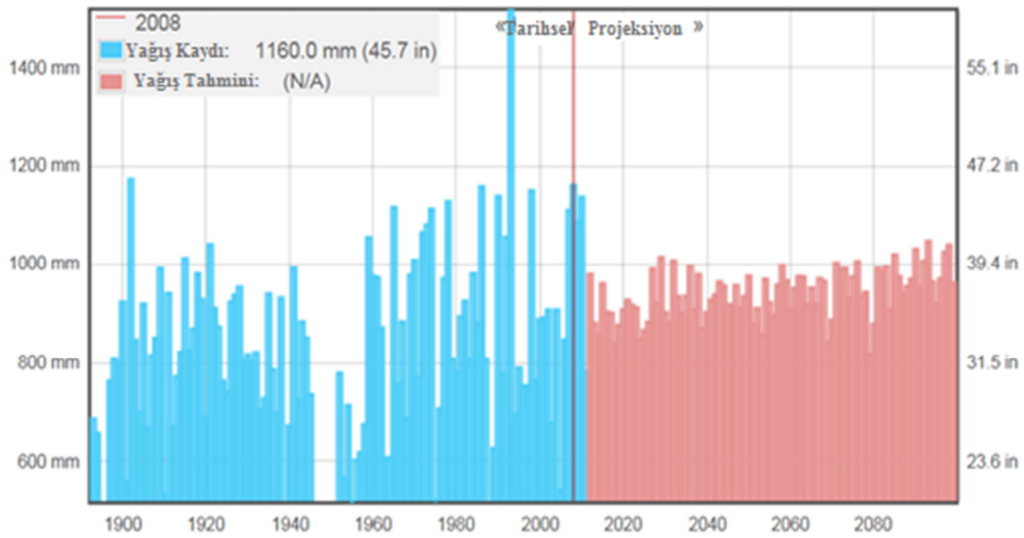 2008
Yağış Kaydı: 1160.0 mm (45.7 in)
Yağış Tahmini: (N/A)
«Tarihsel Projeksiyon »
1400 mm
1200 mm
1000 mm
800 mm
600 mm
55.1 in
47.2 in
39.4 in
31.5 in
23.6 in
1900 1920 1940 1960 1980 2000 2020 2040 2060 2080